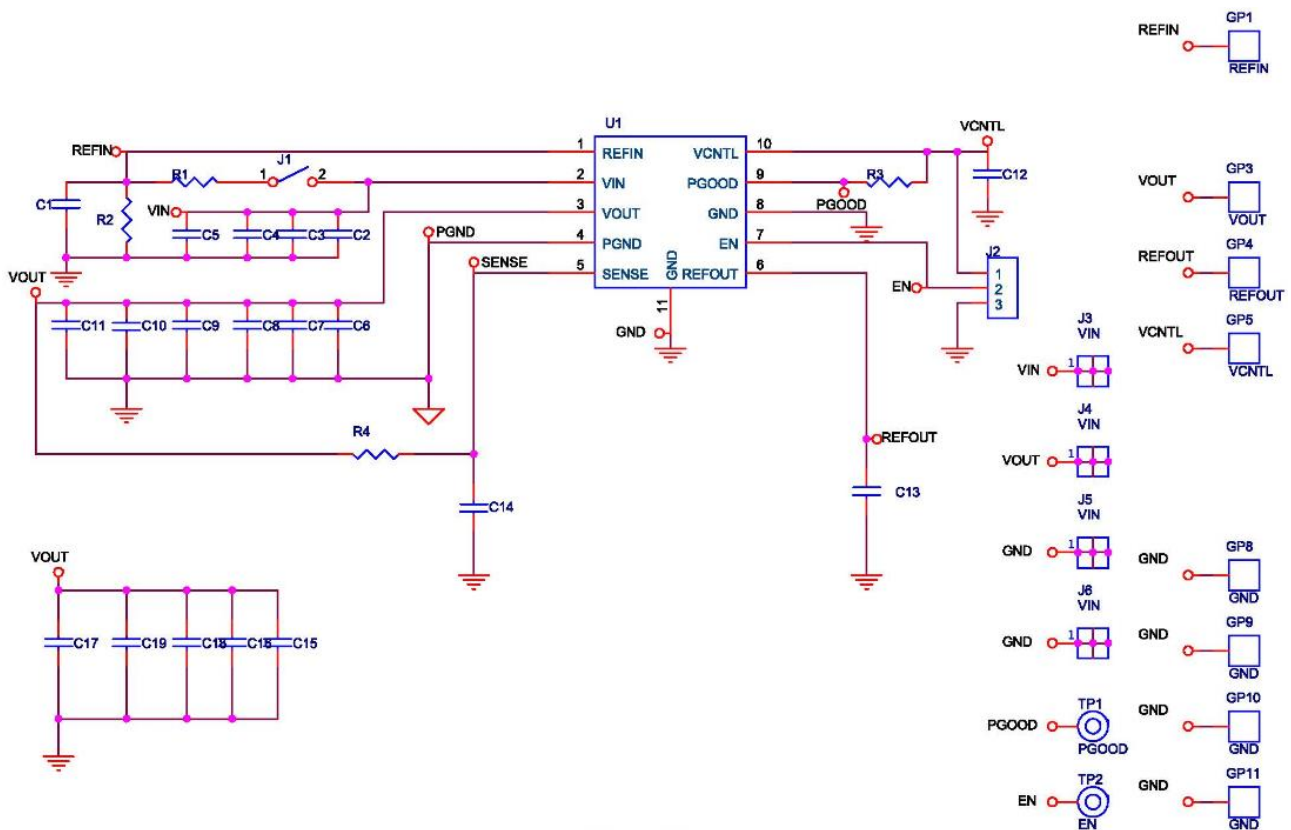 GP1
REFIN
REFIN
U1
VCNTL
REFIN
1 REFIN VCNTL 10
R1 J1 1 2
2 VIN PGOOD 9 R3 C12
PGOOD
C1 R2 VIN
C5 C4 C3 C2
3 VOUT GND 8
VOUT GP3
VOUT
PGND
4 PGND EN 7
SENSE
5 SENSE GND REFOUT 6
J2
1
2
3
EN
REFOUT GP4
REFOUT
VOUT
C11 C10 C9 C8 C7 C6
11
GND
VCNTL GP5
VCNTL
J3
VIN
VIN 1
J4
VIN
VOUT 1
R4
REFOUT
C14
C13
J5
VIN
GND 1
GND GP8
GND
VOUT
J6
VIN
GND 1
GND GP9
GND
C17 C19 C18 C16 C15
PGOOD TP1
PGOOD
GND GP10
GND
EN TP2
EN
GND GP11
GND